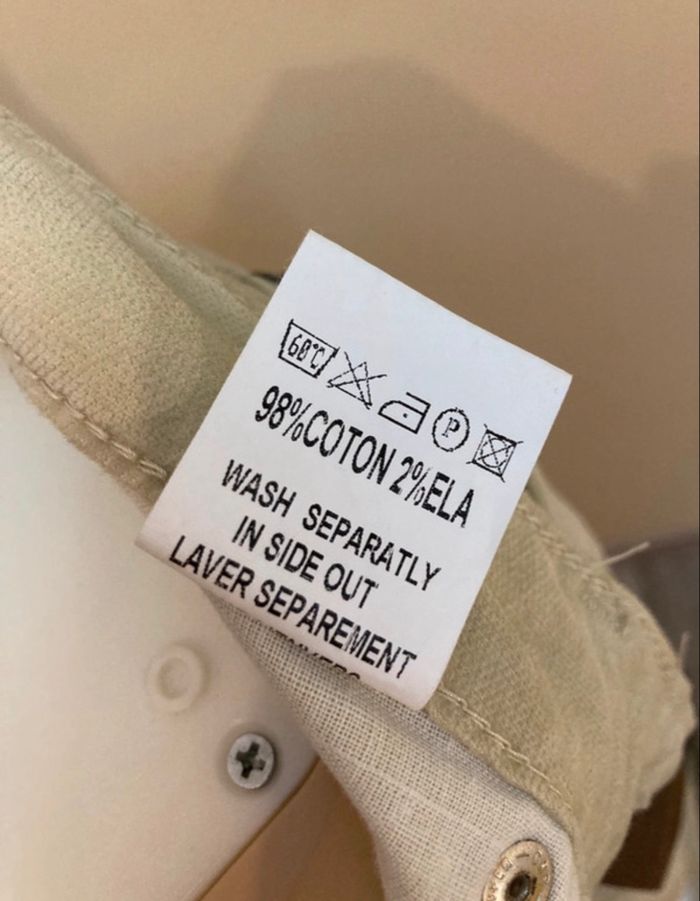 60°C P
98%COTON 2%ELA
WASH SEPARATLY
IN SIDE OUT
LAVER SEPAREMENT